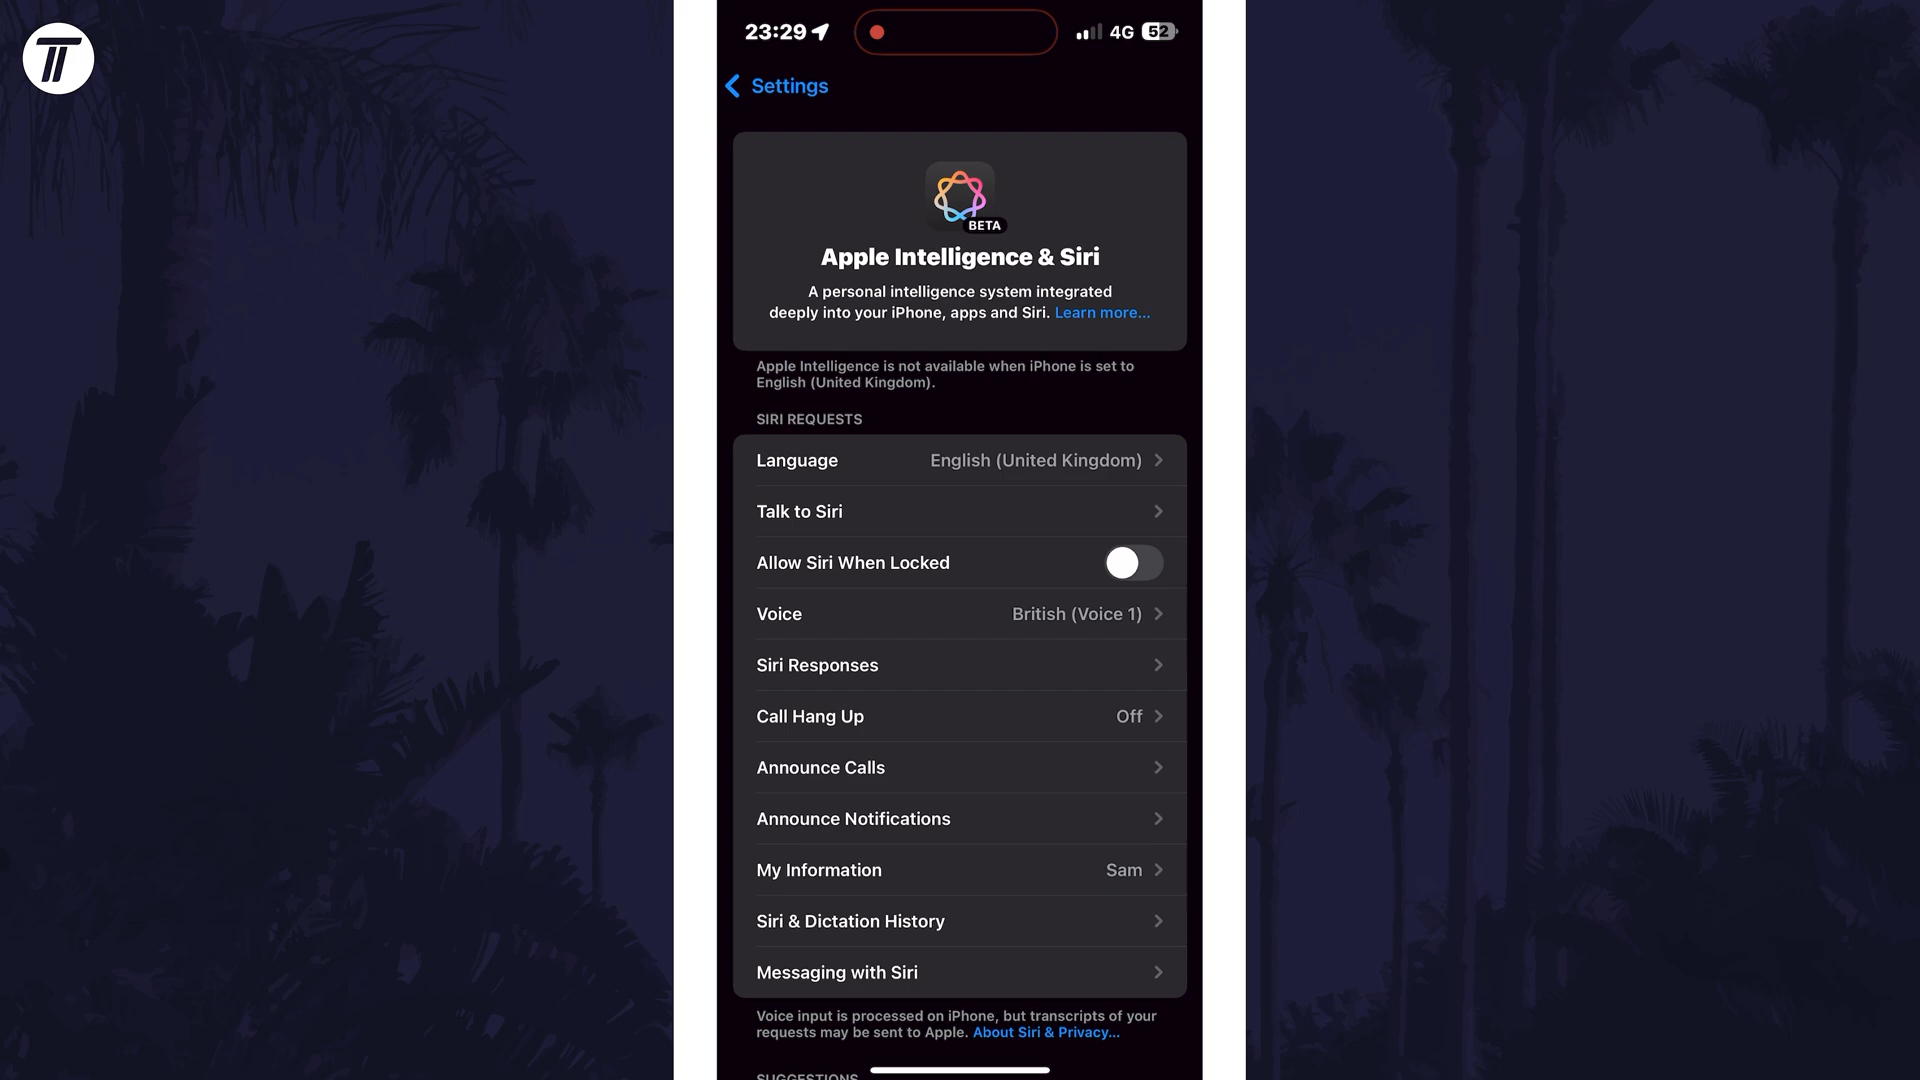 23:29
4G
52
Settings
BETA
Apple Intelligence & Siri
A personal intelligence system integrated
deeply into your iPhone, apps and Siri. Learn more...
Apple Intelligence is not available when iPhone is set to
English (United Kingdom).
SIRI REQUESTS
Language English (United Kingdom)
Talk to Siri
Allow Siri When Locked
Voice British (Voice 1)
Siri Responses
Call Hang Up Off
Announce Calls
Announce Notifications
My Information Sam
Siri & Dictation History
Messaging with Siri
Voice input is processed on iPhone, but transcripts of your
requests may be sent to Apple. About Siri & Privacy...
SUGGESTIONS